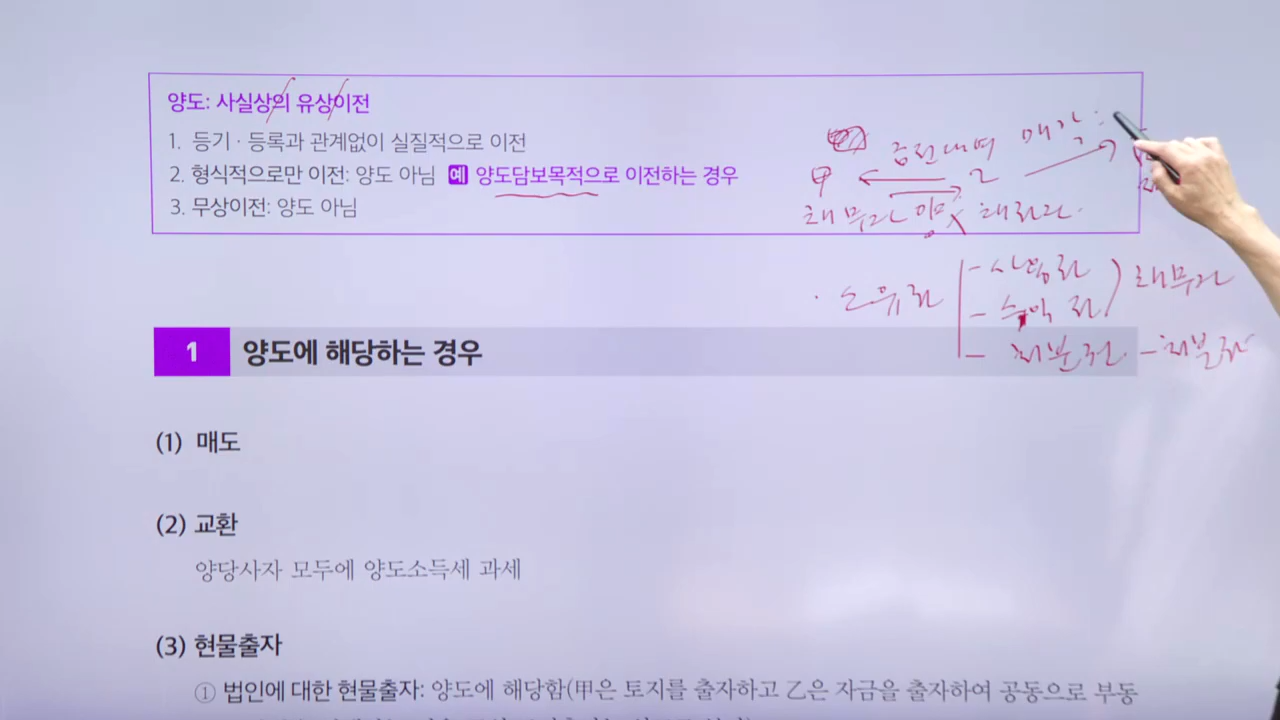 양도: 사실상의 유상이전
1. 등기·등록과 관계없이 실질적으로 이전
2. 형식적으로만 이전: 양도 아님 예 양도담보목적으로 이전하는 경우
3. 무상이전: 양도 아님
금전대여 매각
甲 乙
채무자 양 X 채권자
· 소유권 - 사용권
- 수익권 채무자
- 처분권 - 채권자
1 양도에 해당하는 경우
(1) 매도
(2) 교환
양당사자 모두에 양도소득세 과세
(3) 현물출자
① 법인에 대한 현물출자: 양도에 해당함(甲은 토지를 출자하고 乙은 자금을 출자하여 공동으로 부동